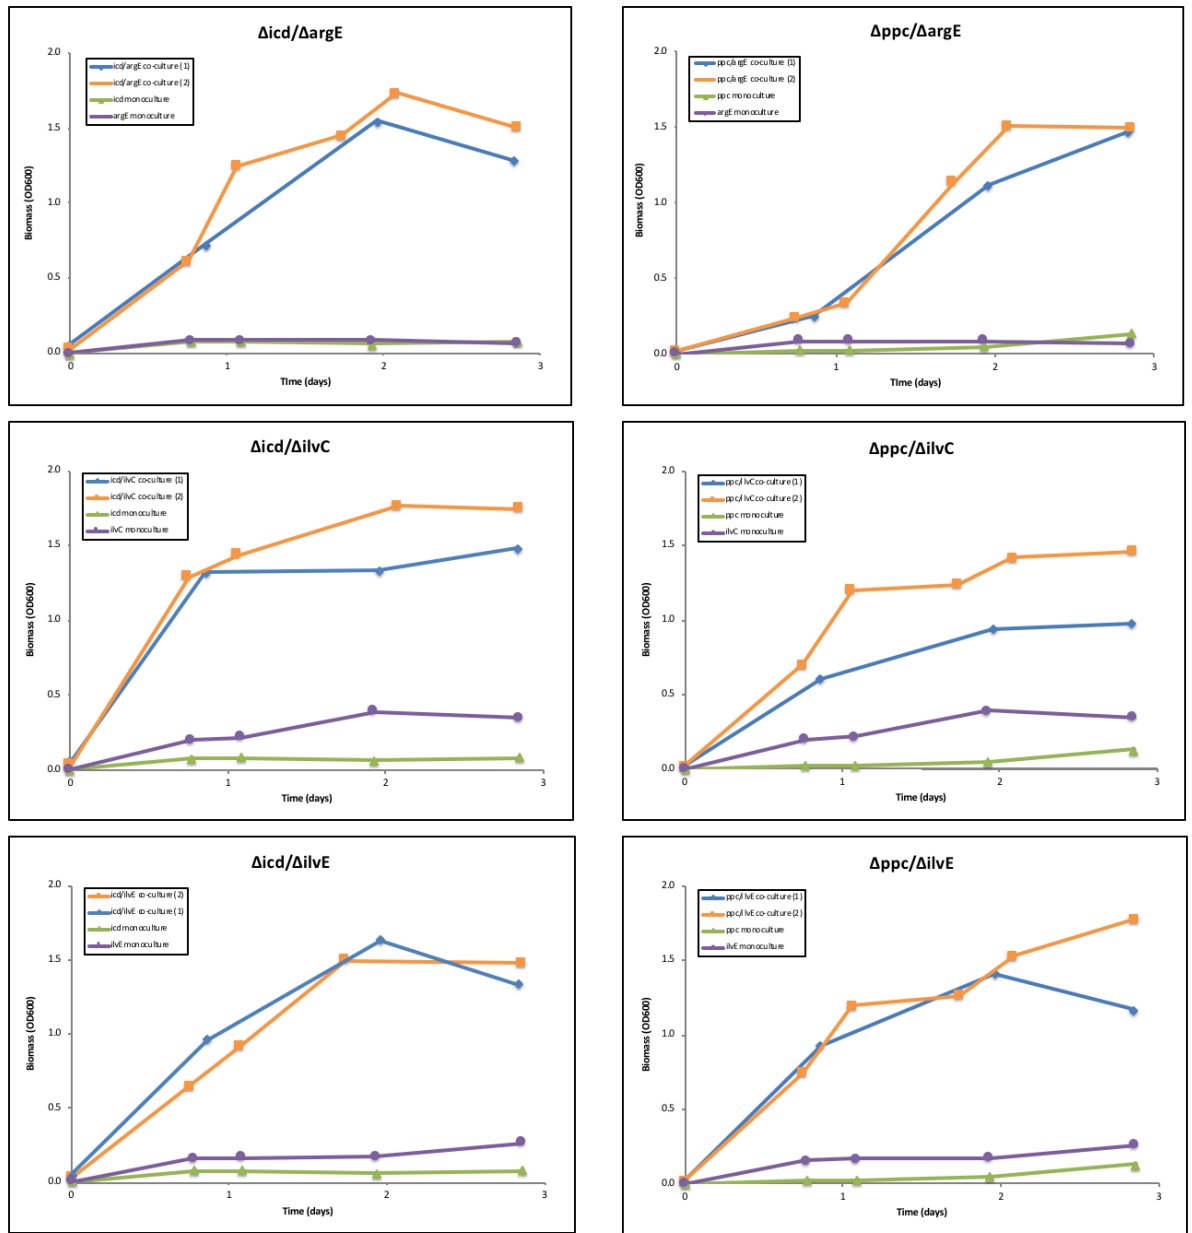 Δicd/ΔargE
2.0
icd/argE co-culture (1)
icd/argE co-culture (2)
icd monoculture
argE monoculture
1.5
Biomass (OD600)
1.0
0.5
0.0
0 1 2 3
TIme (days)
Δppc/ΔargE
2.0
ppc/argE co-culture (1)
ppc/argE co-culture (2)
ppc monoculture
argE monoculture
1.5
Biomass (OD600)
1.0
0.5
0.0
0 1 2 3
Time (days)
Δicd/ΔilvC
2.0
icd/ilvC co-culture (1)
icd/ilvC co-culture (2)
icd monoculture
ilvC monoculture
1.5
Biomass (OD600)
1.0
0.5
0.0
0 1 2 3
Time (days)
Δppc/ΔilvC
2.0
ppc/ilvC co-culture (1)
ppc/ilvC co-culture (2)
ppc monoculture
ilvC monoculture
1.5
Biomass (OD600)
1.0
0.5
0.0
0 1 2 3
Time (days)
Δicd/ΔilvE
2.0
icd/ilvE co-culture (2)
icd/ilvE co-culture (1)
icd monoculture
ilvE monoculture
1.5
Biomass (OD600)
1.0
0.5
0.0
0 1 2 3
Time (days)
Δppc/ΔilvE
2.0
ppc/ilvE co-culture (1)
ppc/ilvE co-culture (2)
ppc monoculture
ilvE monoculture
1.5
Biomass (OD600)
1.0
0.5
0.0
0 1 2 3
Time (days)